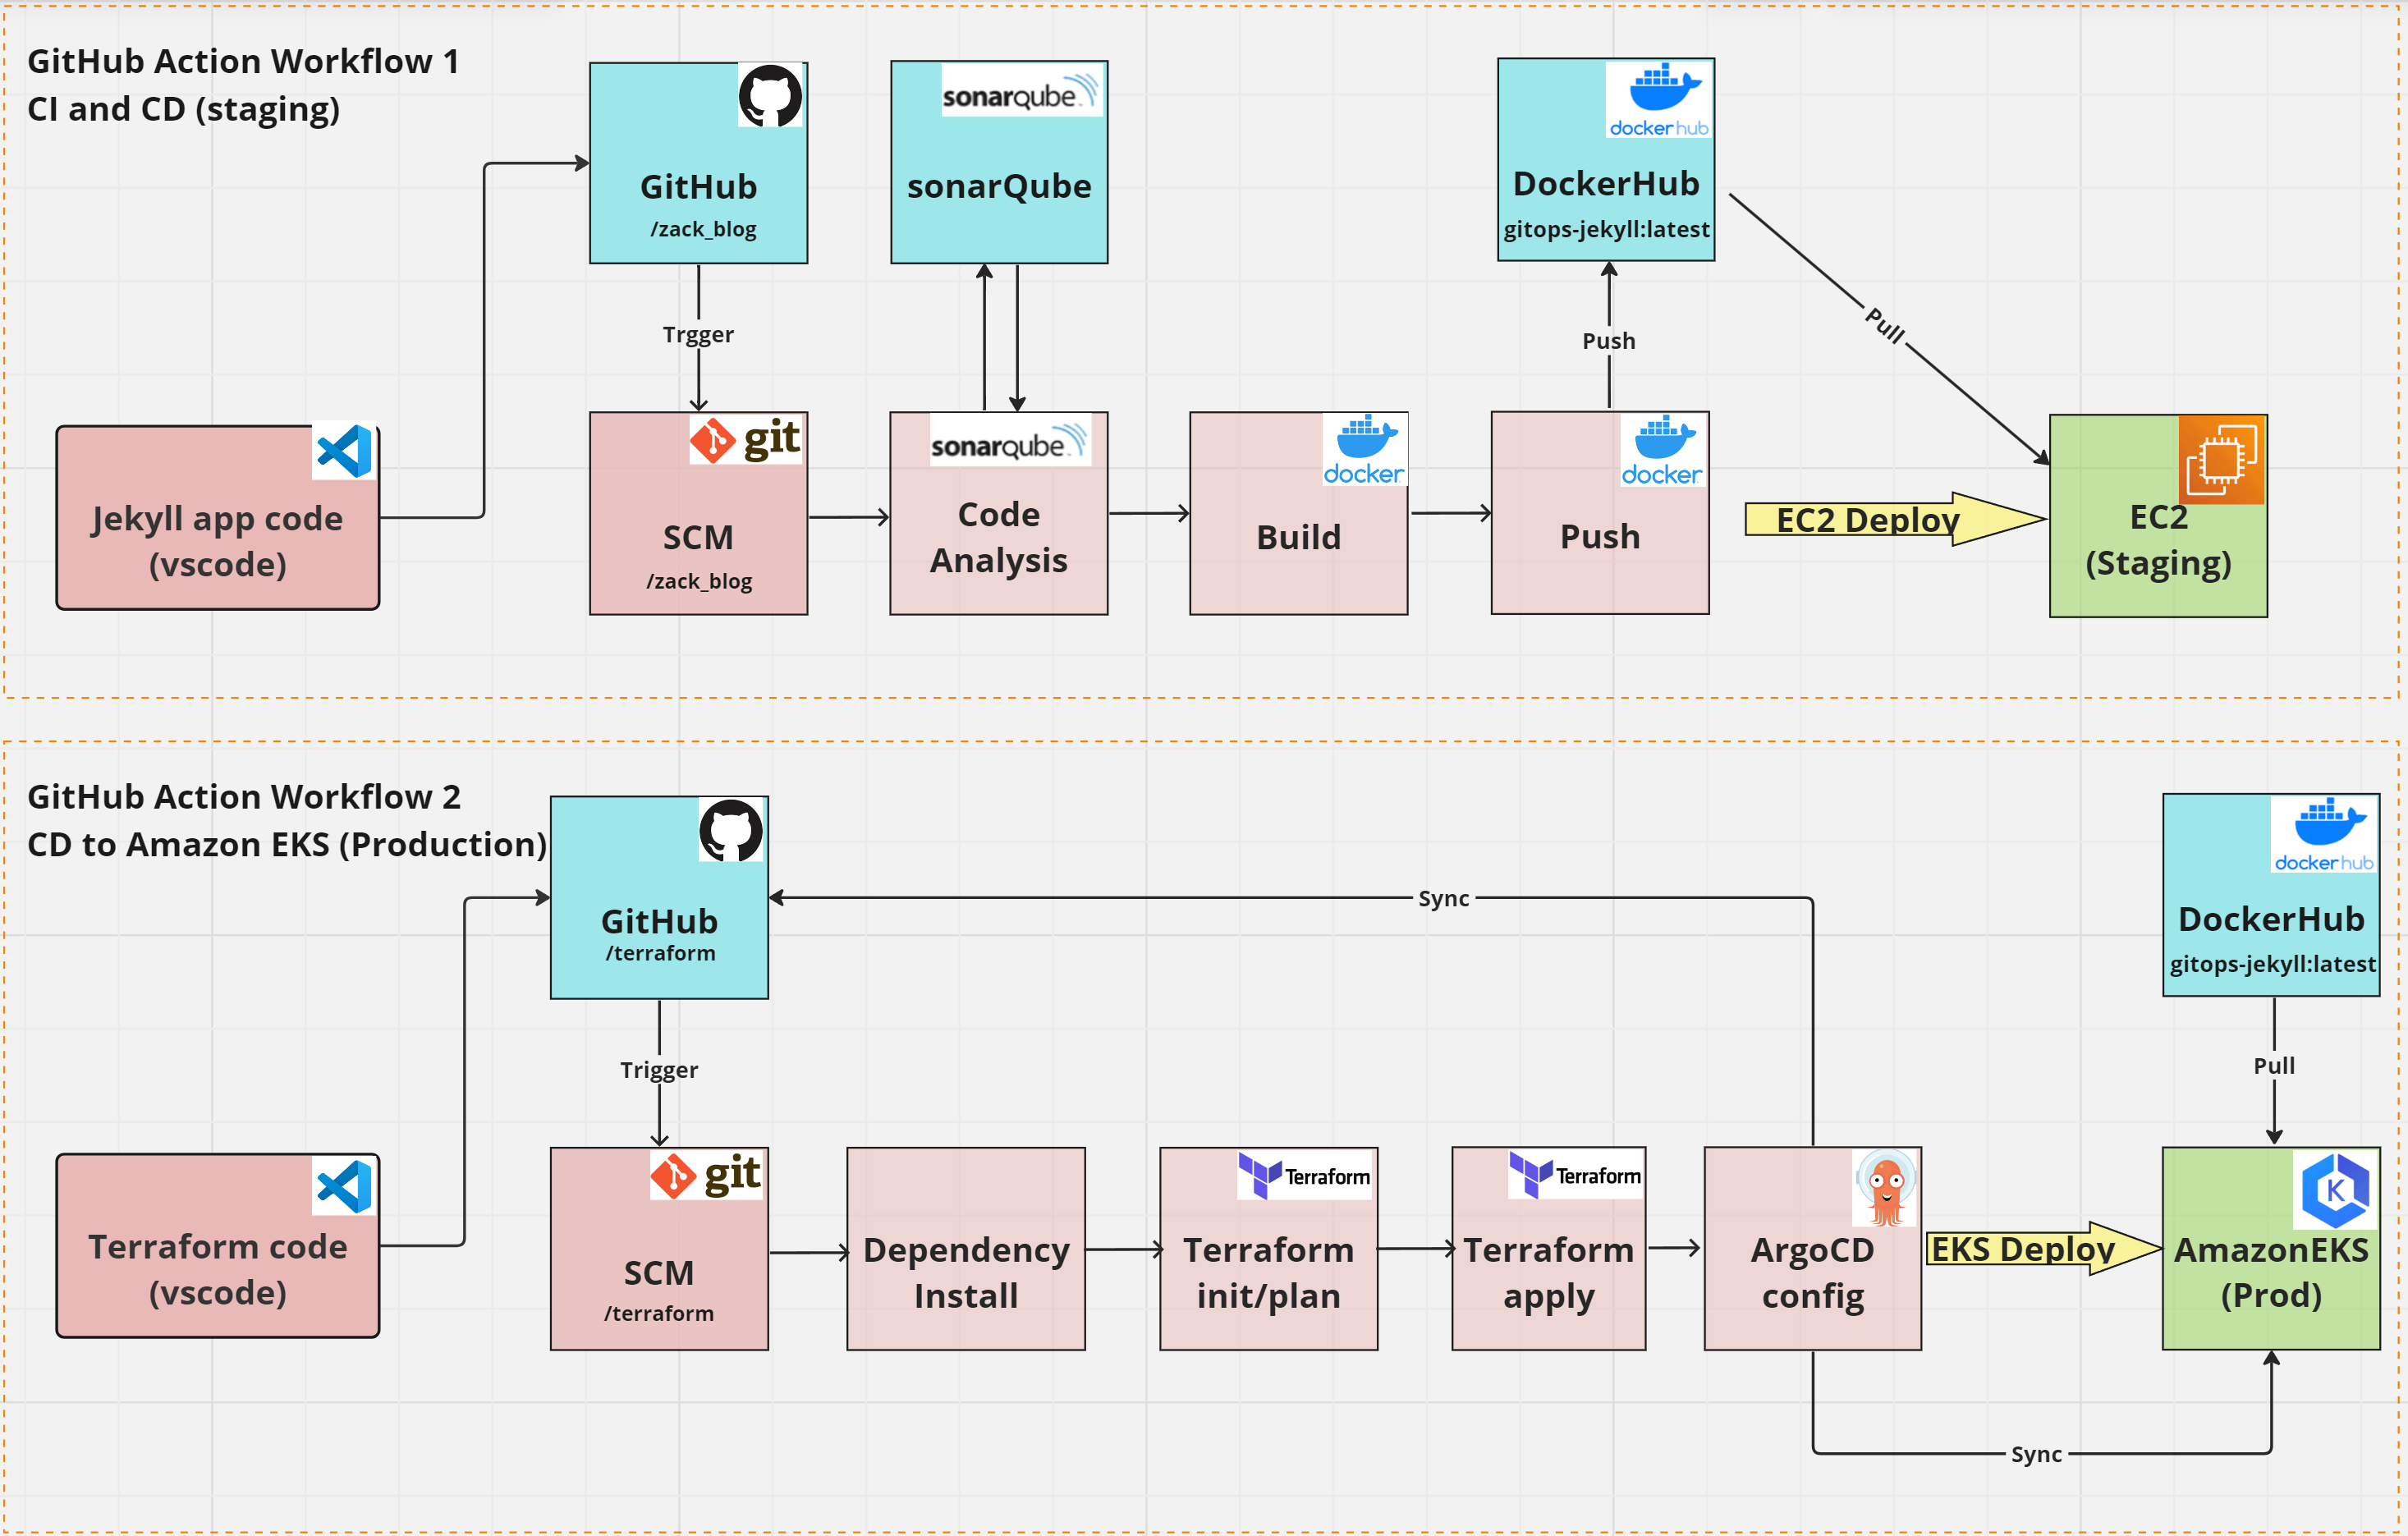 GitHub Action Workflow 1
CI and CD (staging)
GitHub
/zack_blog
sonarqube
sonarQube
dockerhub
DockerHub
gitops-jekyll:latest
Trgger
Push
Pull
Jekyll app code
(vscode)
git
SCM
/zack_blog
sonarqube
Code
Analysis
docker
Build
docker
Push
EC2 Deploy
EC2
(Staging)
GitHub Action Workflow 2
CD to Amazon EKS (Production)
GitHub
/terraform
Sync
dockerhub
DockerHub
gitops-jekyll:latest
Trigger
Pull
Terraform code
(vscode)
git
SCM
/terraform
Dependency
Install
Terraform
Terraform
init/plan
Terraform
Terraform
apply
ArgoCD
config
EKS Deploy
K
AmazonEKS
(Prod)
Sync